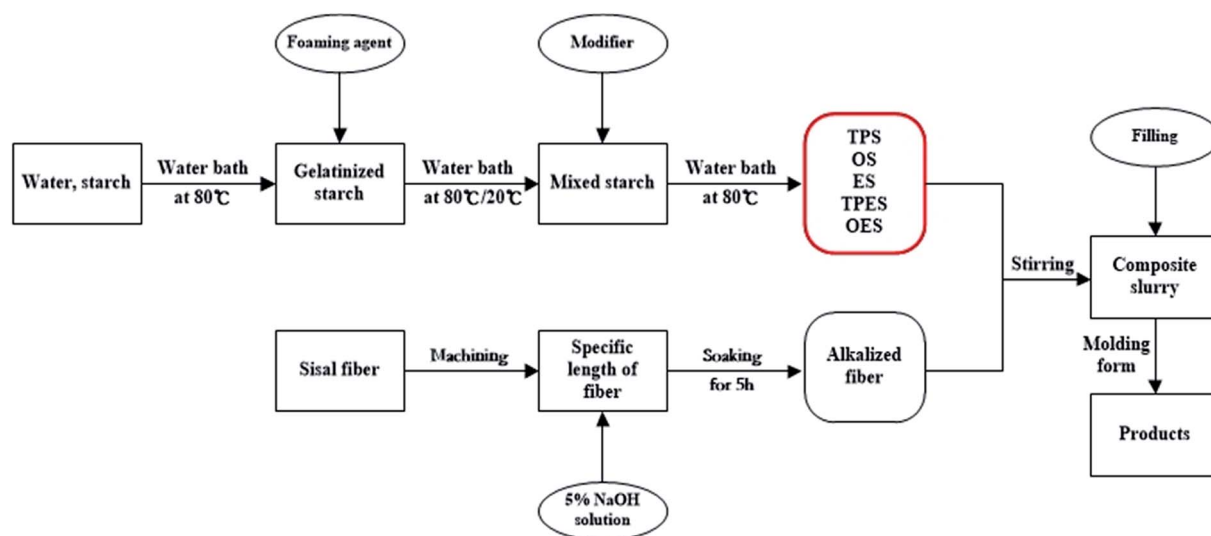 Foaming agent
Modifier
Filling
Water, starch
Water bath
at 80℃
Gelatinized
starch
Water bath
at 80℃/20℃
Mixed starch
Water bath
at 80℃
TPS
OS
ES
TPES
OES
Stirring
Composite
slurry
Sisal fiber
Machining
Specific
length of
fiber
Soaking
for 5h
Alkalized
fiber
Molding
form
Products
5% NaOH
solution